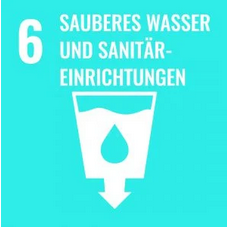 6
SAUBERES WASSER
UND SANITÄR-
EINRICHTUNGEN